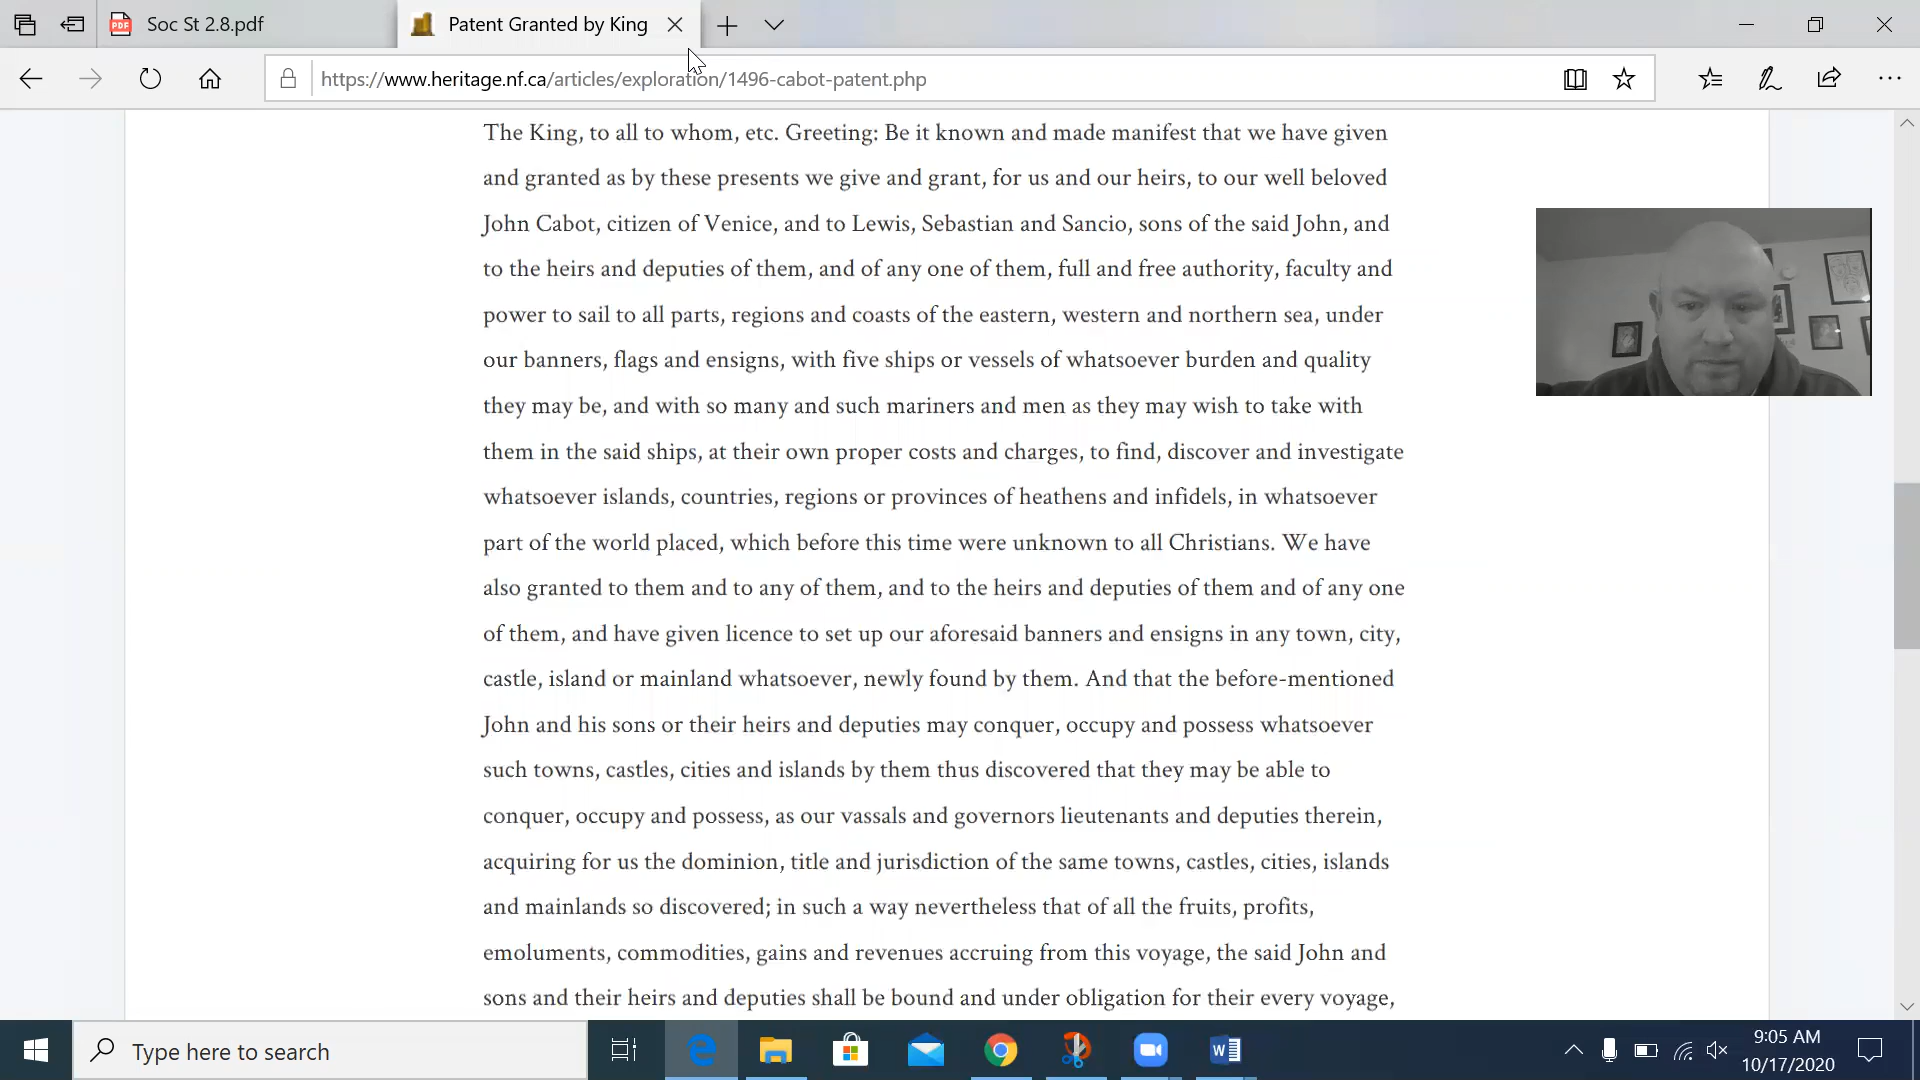 Soc St 2.8.pdf
Patent Granted by King
https://www.heritage.nf.ca/articles/exploration/1496-cabot-patent.php
The King, to all to whom, etc. Greeting: Be it known and made manifest that we have given
and granted as by these presents we give and grant, for us and our heirs, to our well beloved
John Cabot, citizen of Venice, and to Lewis, Sebastian and Sancio, sons of the said John, and
to the heirs and deputies of them, and of any one of them, full and free authority, faculty and
power to sail to all parts, regions and coasts of the eastern, western and northern sea, under
our banners, flags and ensigns, with five ships or vessels of whatsoever burden and quality
they may be, and with so many and such mariners and men as they may wish to take with
them in the said ships, at their own proper costs and charges, to find, discover and investigate
whatsoever islands, countries, regions or provinces of heathens and infidels, in whatsoever
part of the world placed, which before this time were unknown to all Christians. We have
also granted to them and to any of them, and to the heirs and deputies of them and of any one
of them, and have given licence to set up our aforesaid banners and ensigns in any town, city,
castle, island or mainland whatsoever, newly found by them. And that the before-mentioned
John and his sons or their heirs and deputies may conquer, occupy and possess whatsoever
such towns, castles, cities and islands by them thus discovered that they may be able to
conquer, occupy and possess, as our vassals and governors lieutenants and deputies therein,
acquiring for us the dominion, title and jurisdiction of the same towns, castles, cities, islands
and mainlands so discovered; in such a way nevertheless that of all the fruits, profits,
emoluments, commodities, gains and revenues accruing from this voyage, the said John and
sons and their heirs and deputies shall be bound and under obligation for their every voyage,
Type here to search
9:05 AM
10/17/2020